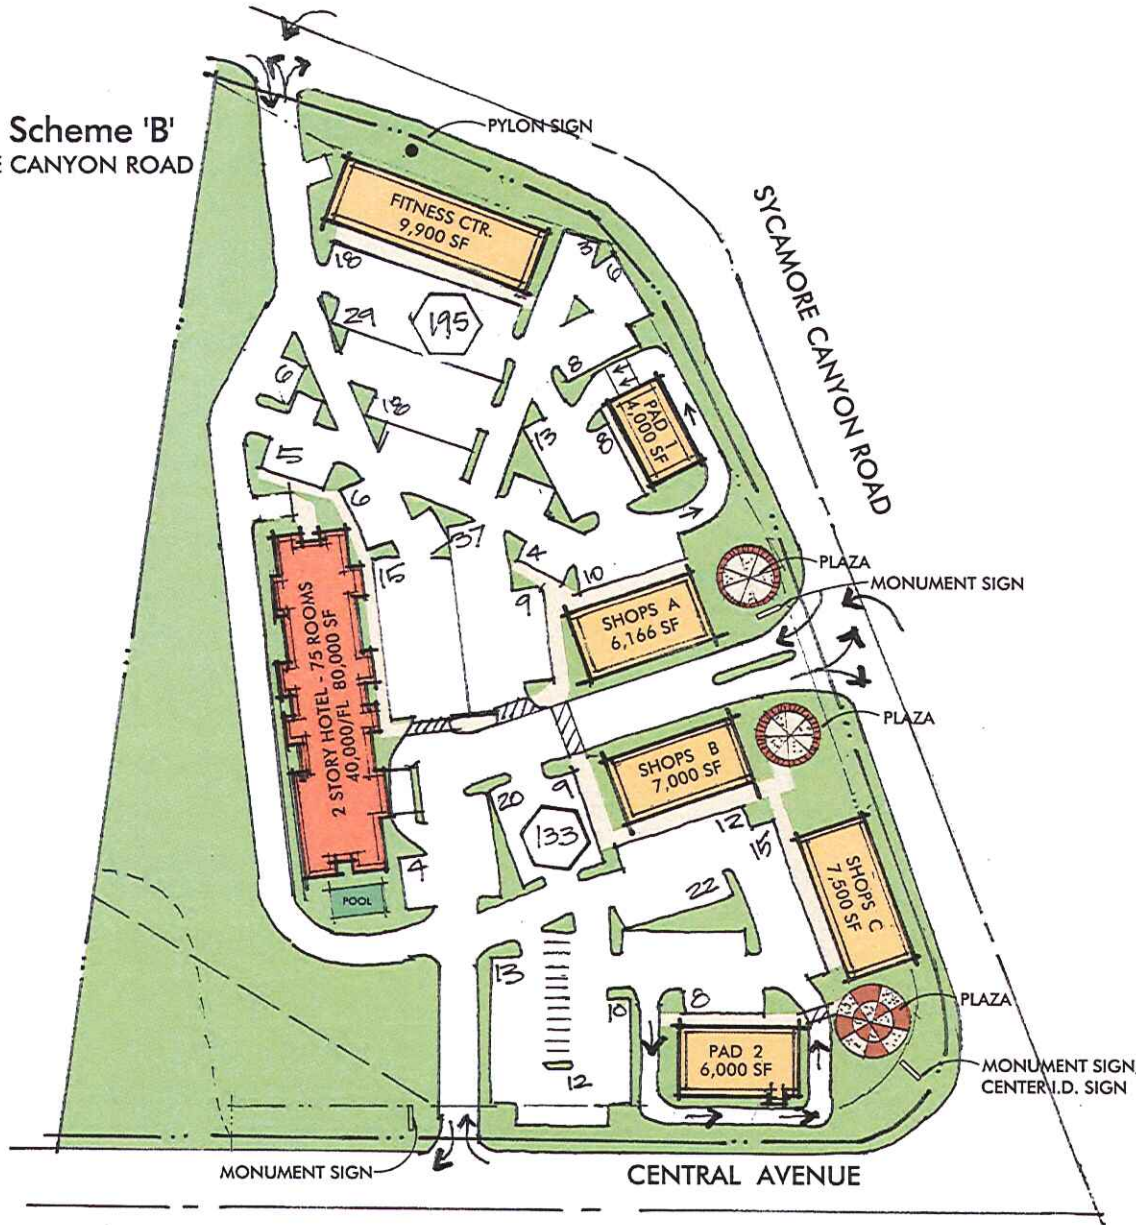 Scheme 'B'
E CANYON ROAD
PYLON SIGN
FITNESS CTR.
9,900 SF
SYCAMORE CANYON ROAD
18
29
195
6
18
5
6
15
37
8
13
8
PAD 1
4,000 SF
4
10
9
SHOPS A
6,166 SF
PLAZA
MONUMENT SIGN
2 STORY HOTEL - 75 ROOMS
40,000/FL 80,000 SF
PLAZA
SHOPS B
7,000 SF
20
9
133
12
15
4
22
SHOPS C
7,500 SF
POOL
13
10
8
12
PAD 2
6,000 SF
PLAZA
MONUMENT SIGN
CENTER I.D. SIGN
MONUMENT SIGN
CENTRAL AVENUE